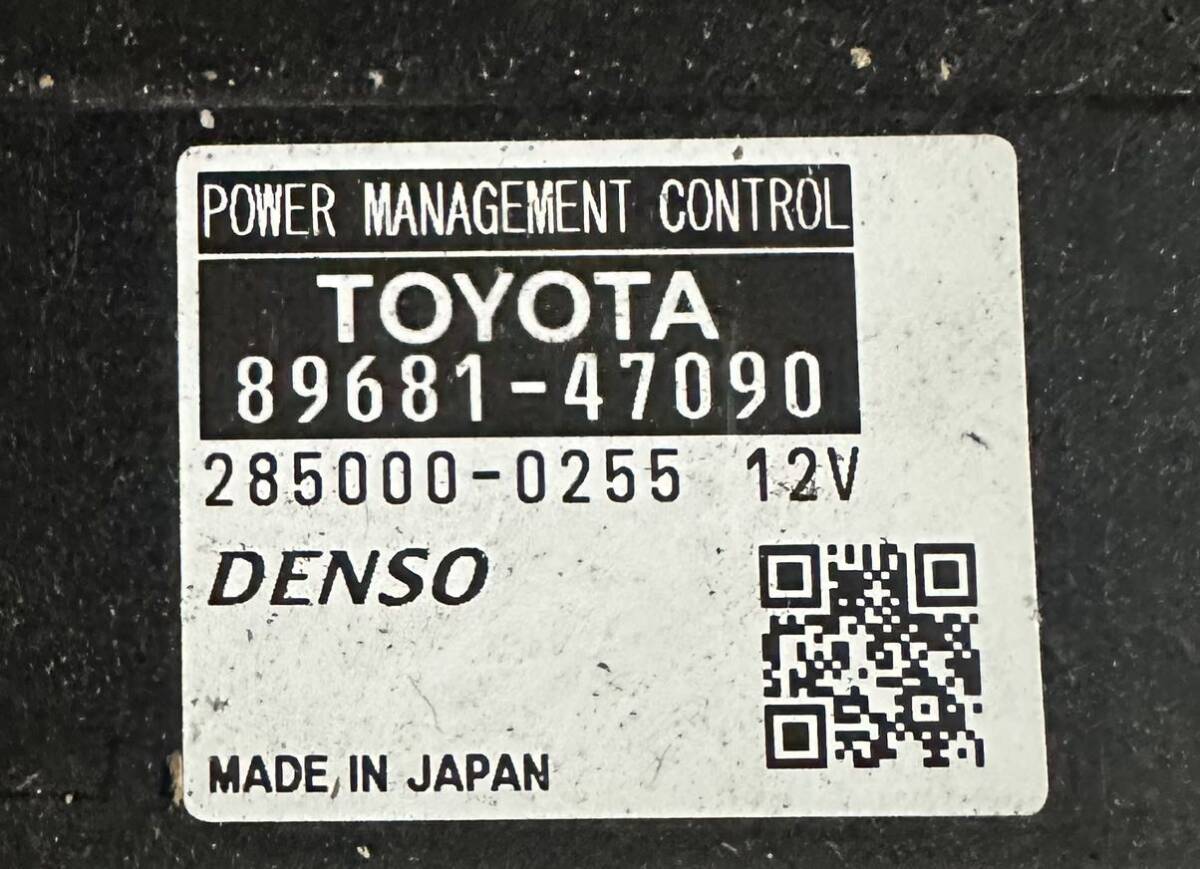 POWER MANAGEMENT CONTROL
TOYOTA
89681-47090
285000-0255 12V
DENSO
MADE IN JAPAN